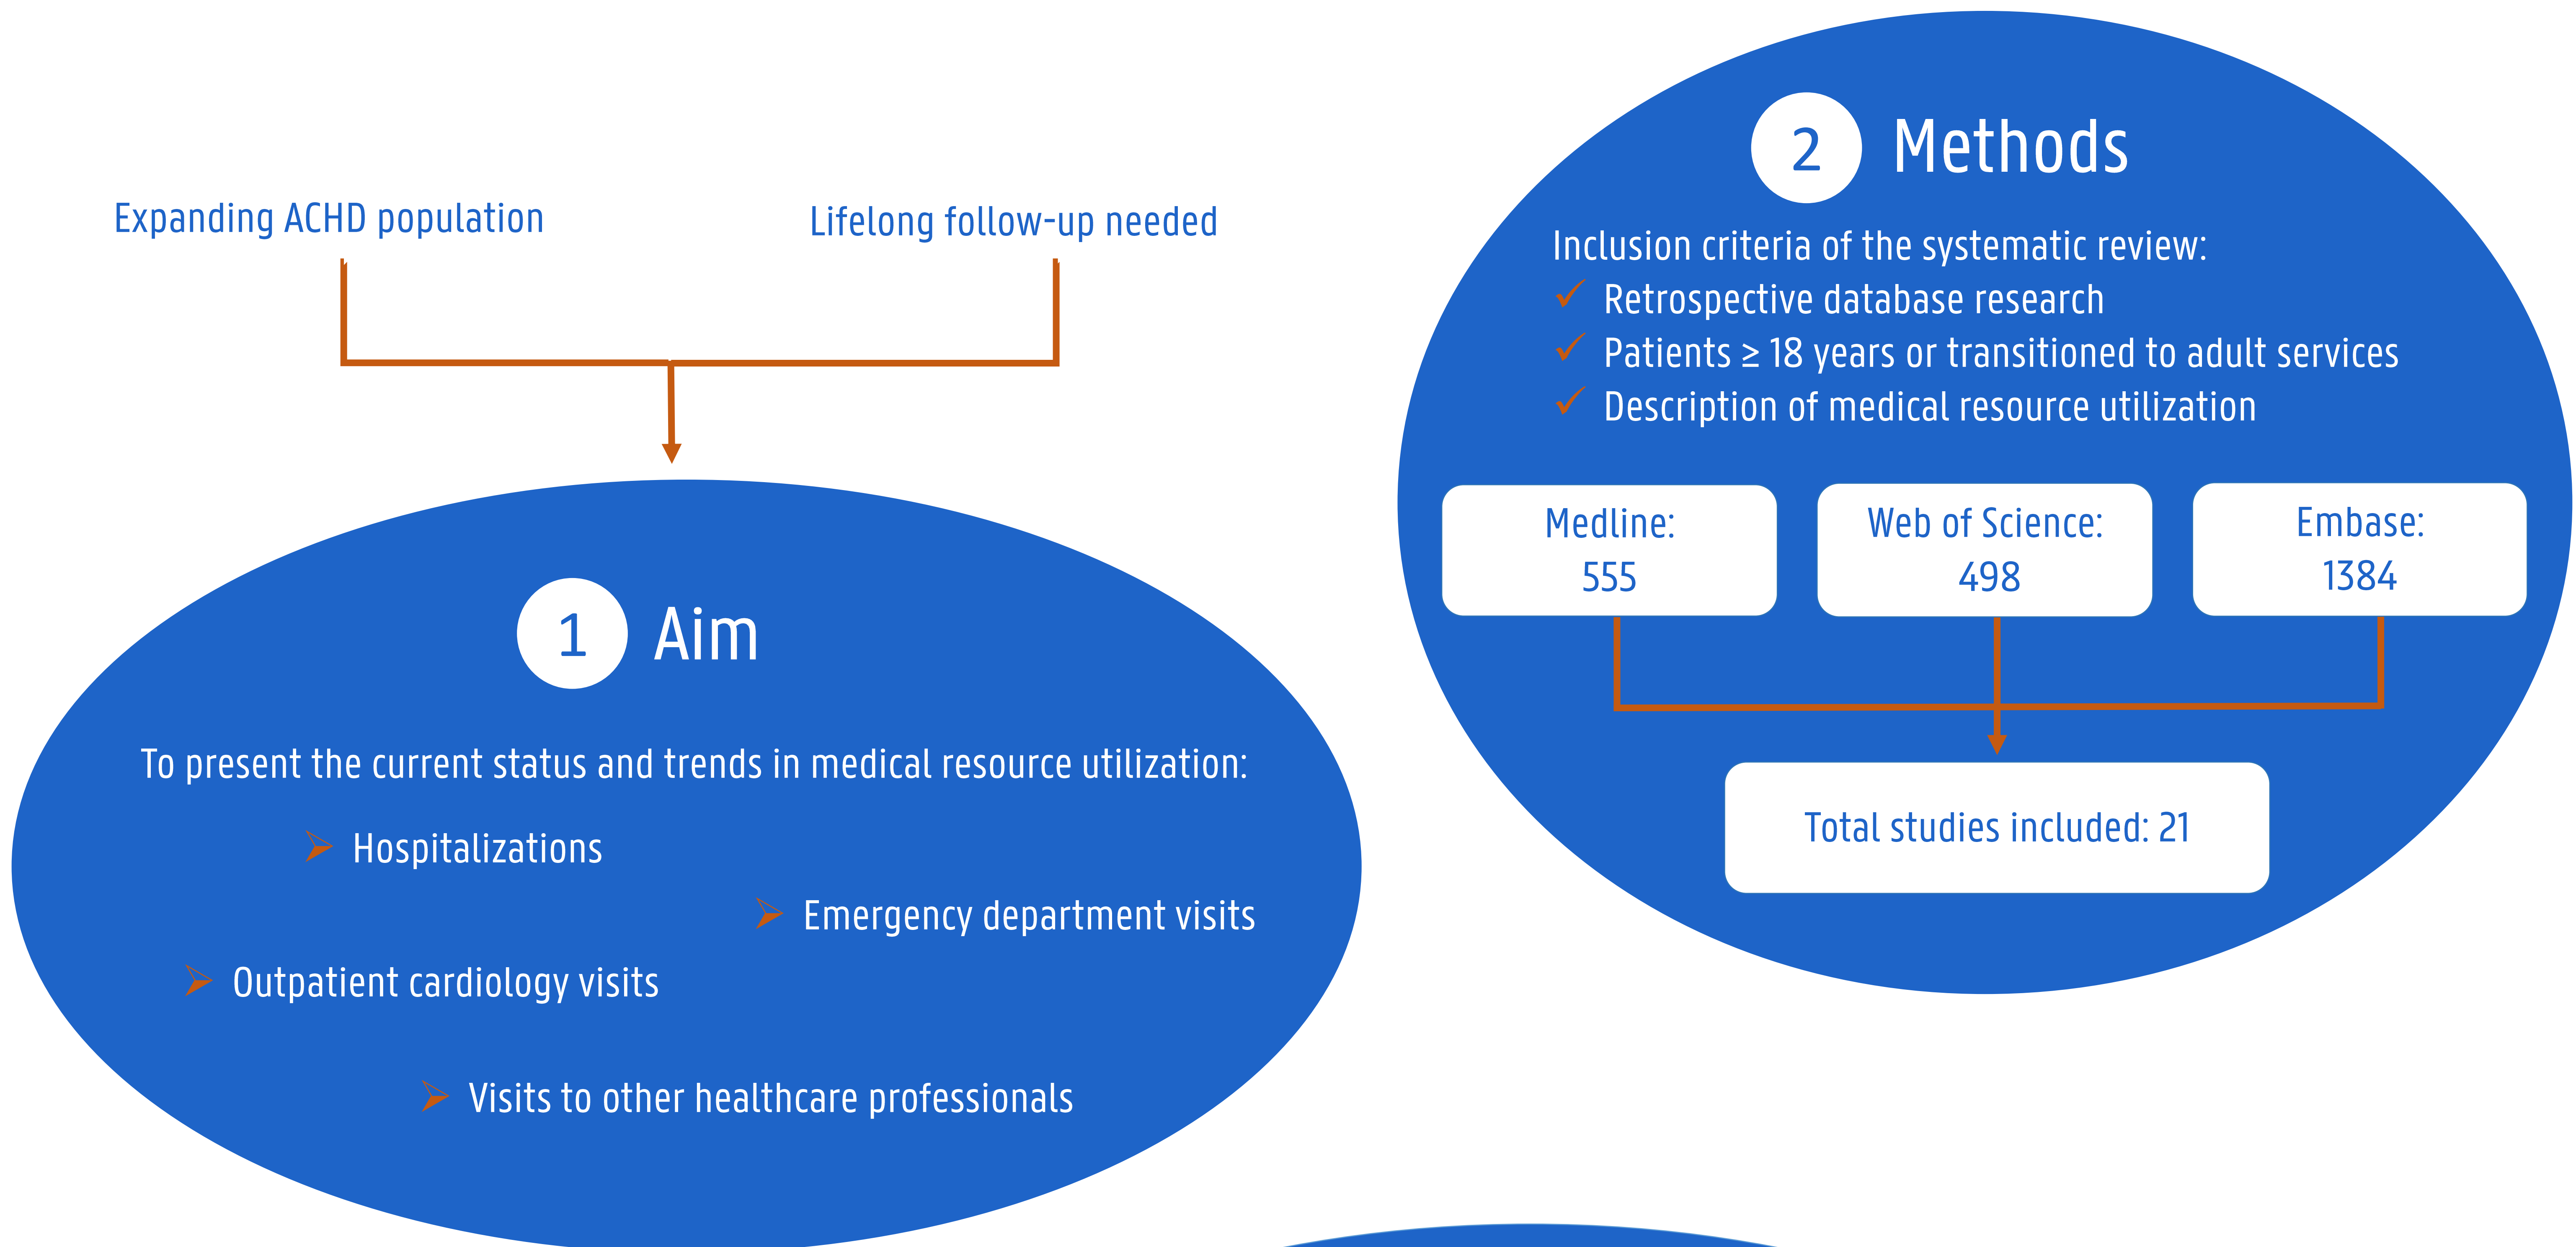 Expanding ACHD population
Lifelong follow-up needed
1 Aim
To present the current status and trends in medical resource utilization:
Hospitalizations
Emergency department visits
Outpatient cardiology visits
Visits to other healthcare professionals
2 Methods
Inclusion criteria of the systematic review:
Retrospective database research
Patients ≥ 18 years or transitioned to adult services
Description of medical resource utilization
Medline:
555
Web of Science:
498
Embase:
1384
Total studies included: 21